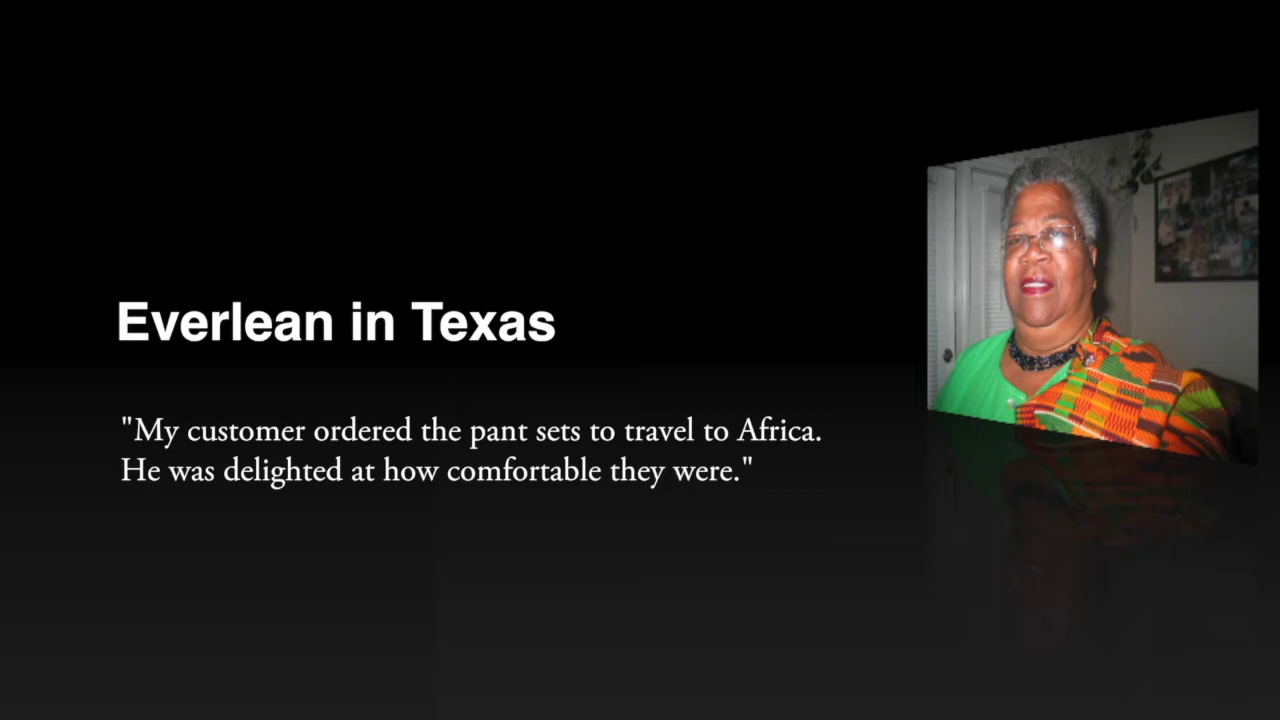 Everlean in Texas
"My customer ordered the pant sets to travel to Africa.
He was delighted at how comfortable they were."